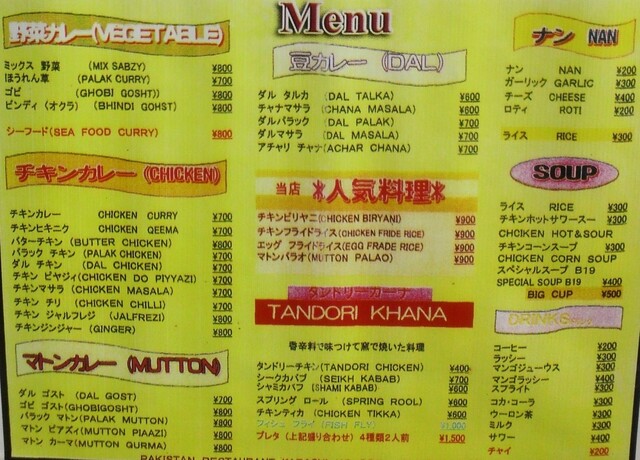 Menu
野菜カレー(VEGETABLE)
ミックス 野菜 (MIX SABZY) ¥800
ほうれん草 (PALAK CURRY) ¥700
ゴビ (GHOBI GOSHT)) ¥800
ビンディ(オクラ) (BHINDI GOHST) ¥800
シーフード(SEA FOOD CURRY) ¥800
チキンカレー (CHICKEN)
チキンカレー CHICKEN CURRY ¥700
チキンヒキニク CHICKEN QEEMA ¥700
バターチキン (BUTTER CHICKEN) ¥800
パラック チキン (PALAK CHICKEN) ¥700
ダル チキン (DAL CHICKEN) ¥700
チキン ピヤジィ(CHICKEN DO PIYYAZI) ¥700
チキンマサラ (CHICKEN MASALA) ¥700
チキン チリ (CHICKEN CHILLI) ¥700
チキン ジャルフレジ (JALFREZI) ¥800
チキンジンジャー (GINGER) ¥800
マトンカレー (MUTTON)
ダル ゴスト (DAL GOST) ¥700
ゴビ ゴスト(GHOBIGOSHT) ¥800
パラック マトン(PALAK MUTTON) ¥800
マトン ピアズィ(MUTTON PIAAZI) ¥800
マトン カーマ(MUTTON GURMA) ¥800
豆カレー (DAL)
ダル タルカ (DAL TALKA) ¥600
チャナマサラ (CHANA MASALA) ¥600
ダルパラック (DAL PALAK) ¥700
ダルマサラ (DAL MASALA) ¥700
アチャリ チャナ(ACHAR CHANA) ¥700
当店 *人気料理*
チキンビリヤニ(CHICKEN BIRYANI) ¥900
チキンフライドライス(CHICKEN FRIDE RICE) ¥900
エッグ フライドライス(EGG FRADE RICE) ¥900
マトンパラオ(MUTTON PALAO) ¥900
タンドリーカーナ
TANDORI KHANA
香辛料で味つけて窯で焼いた料理
タンドリーチキン(TANDORI CHICKEN) ¥400
シークカバブ (SEIKH KABAB) ¥700
シャミカバブ (SHAMI KABAB) ¥600
スプリング ロール (SPRING ROOL) ¥600
チキンティカ (CHICKEN TIKKA) ¥600
フィシュ フライ (FISH FLY) ¥1,000
プレタ (上記盛り合わせ) 4種類2人前 ¥1,500
ナン NAN
ナン NAN ¥200
ガーリック GARLIC ¥300
チーズ CHEESE ¥400
ロティ ROTI ¥200
ライス RICE ¥300
SOUP
ライス RICE ¥300
チキンホットサワースー ¥300
CHCIKEN HOT&SOUR
チキンコーンスープ ¥300
CHICKEN CORN SOUP
スペシャルスープ B19
SPECIAL SOUP B19 ¥400
BIG CUP ¥500
DRINKS
コーヒー ¥200
ラッシー ¥300
マンゴジュース ¥300
マンゴラッシー ¥400
スプライト ¥300
コカ・コーラ ¥300
ウーロン茶 ¥300
ミルク ¥300
サワー ¥400
チャイ ¥200
PAKISTAN RESTAURANT